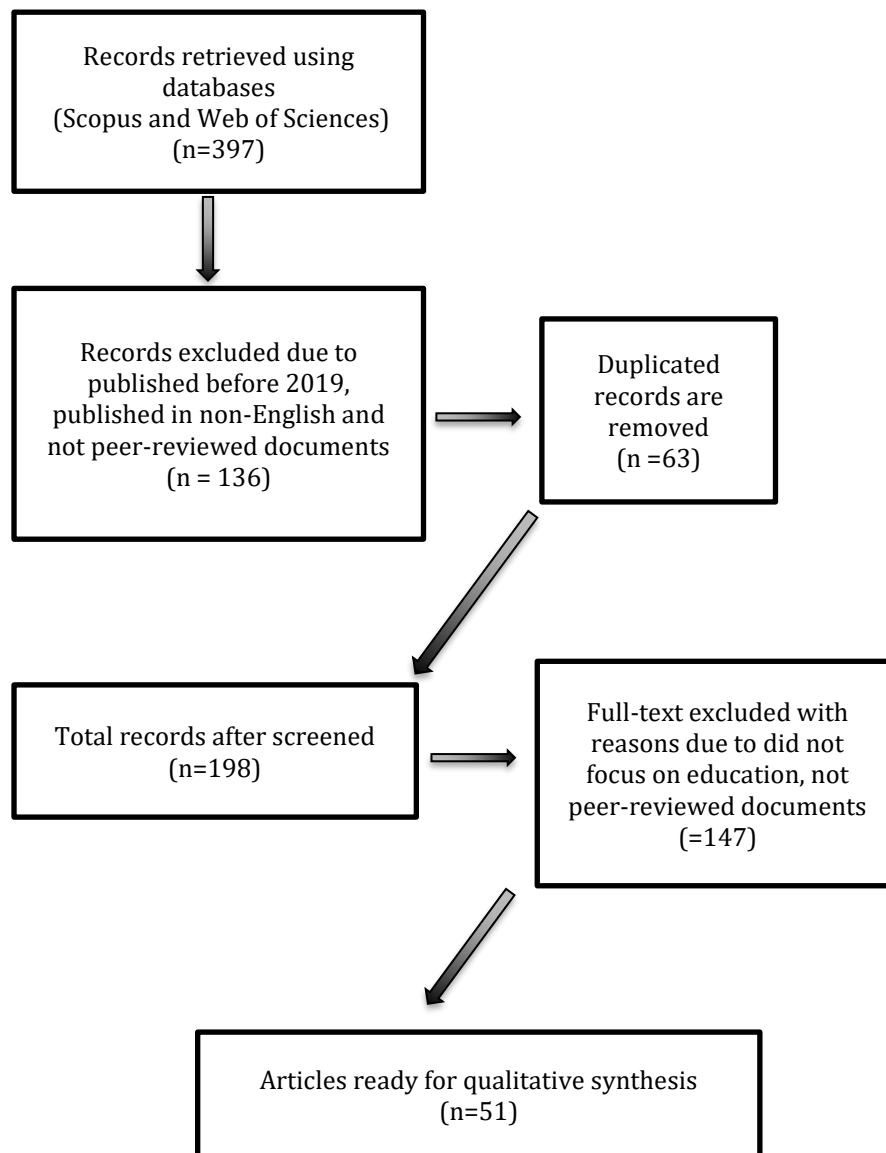 Records retrieved using
databases
(Scopus and Web of Sciences)
(n=397)
Records excluded due to
published before 2019,
published in non-English and
not peer-reviewed documents
(n = 136)
Duplicated
records are
removed
(n =63)
Total records after screened
(n=198)
Full-text excluded with
reasons due to did not
focus on education, not
peer-reviewed documents
(=147)
Articles ready for qualitative synthesis
(n=51)